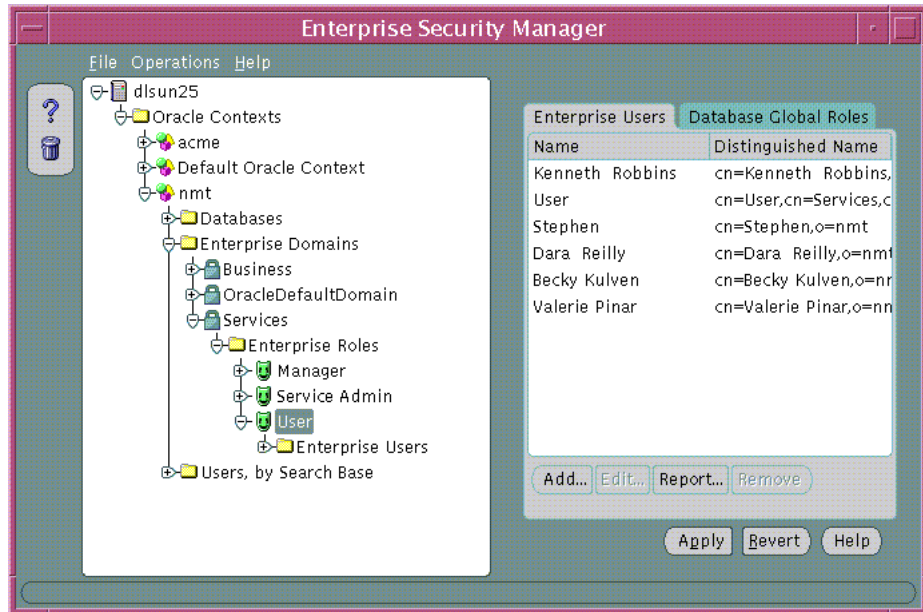 Enterprise Security Manager
File Operations Help
dlsun25
Oracle Contexts
acme
Default Oracle Context
nmt
Databases
Enterprise Domains
Business
OracleDefaultDomain
Services
Enterprise Roles
Manager
Service Admin
User
Enterprise Users
Users, by Search Base
Enterprise Users Database Global Roles
Name Distinguished Name
Kenneth Robbins cn=Kenneth Robbins,
User cn=User,cn=Services,c
Stephen cn=Stephen,o=nmt
Dara Reilly cn=Dara Reilly,o=nmt
Becky Kulven cn=Becky Kulven,o=nr
Valerie Pinar cn=Valerie Pinar,o=nn
Add... Edit... Report... Remove
Apply Revert Help